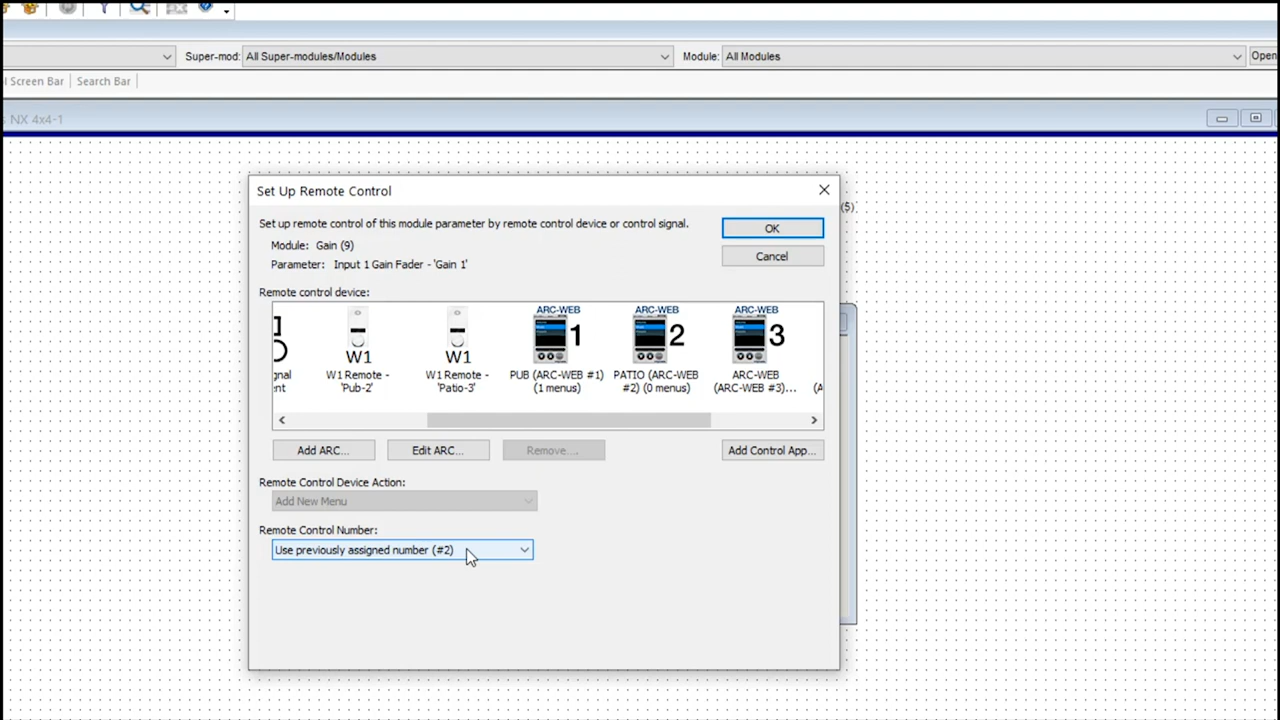 Super-mod: All Super-modules/Modules Module: All Modules Open
l Screen Bar Search Bar
s NX 4x4-1
Set Up Remote Control
(5)
Set up remote control of this module parameter by remote control device or control signal.
OK
Module: Gain (9)
Cancel
Parameter: Input 1 Gain Fader - 'Gain 1'
Remote control device:
ARC-WEB ARC-WEB ARC-WEB
1 2 3
W1 W1
gnal W1 Remote - W1 Remote - PUB (ARC-WEB #1) PATIO (ARC-WEB ARC-WEB
nt 'Pub-2' 'Patio-3' (1 menus) #2) (0 menus) (ARC-WEB #3)...
Add ARC... Edit ARC... Remove.... Add Control App...
Remote Control Device Action:
Add New Menu
Remote Control Number:
Use previously assigned number (#2)